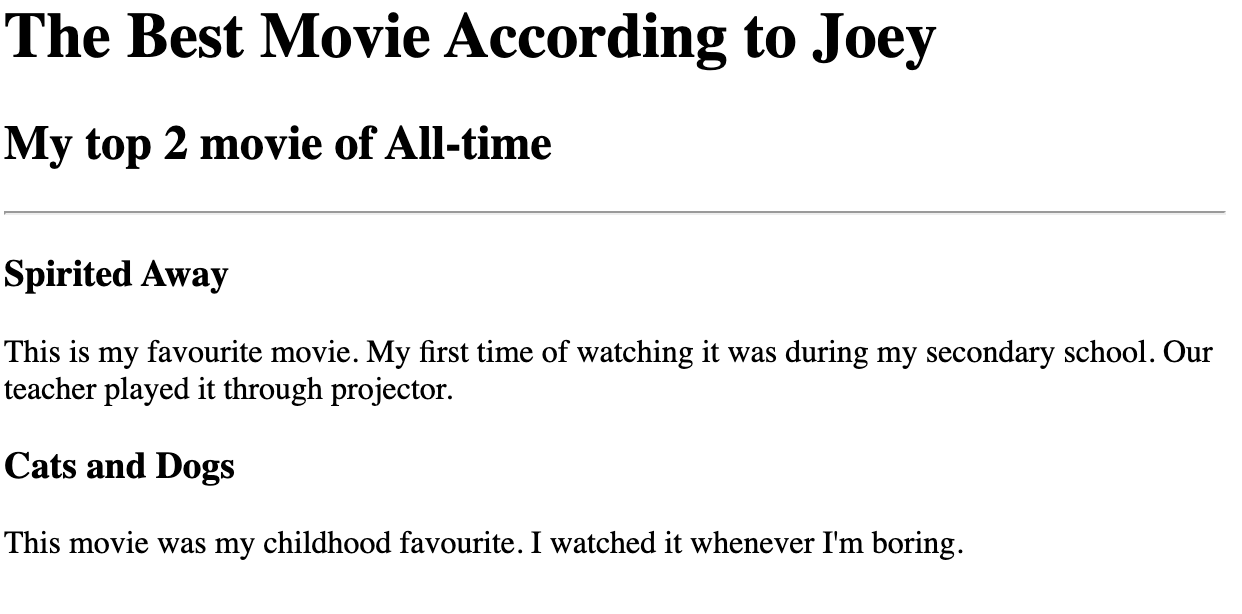 The Best Movie According to Joey
My top 2 movie of All-time
Spirited Away
This is my favourite movie. My first time of watching it was during my secondary school. Our
teacher played it through projector.
Cats and Dogs
This movie was my childhood favourite. I watched it whenever I'm boring.